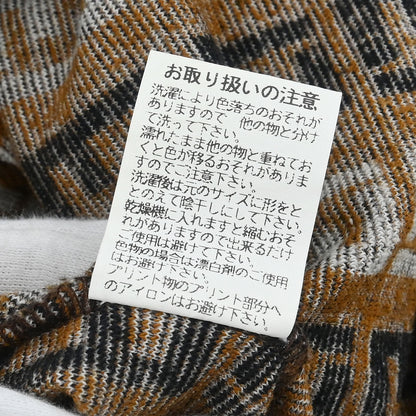 お取り扱いの注意
洗濯により色落ちのおそれが
ありますので 他の物と分け
て洗って下さい。
濡れたまま他の物と重ねてお
くと色が移るおそれがありま
すのでご注意下さい。
洗濯後は元のサイズに形をと
とのえて陰干しにして下さい。
乾燥機に入れますと縮むおそ
れがありますので出来るだけ
ご使用は避けて下さい。
色物の場合は漂白剤のご使用
はお避け下さい。
プリント物のプリント部分へ
のアイロンはお避け下さい。